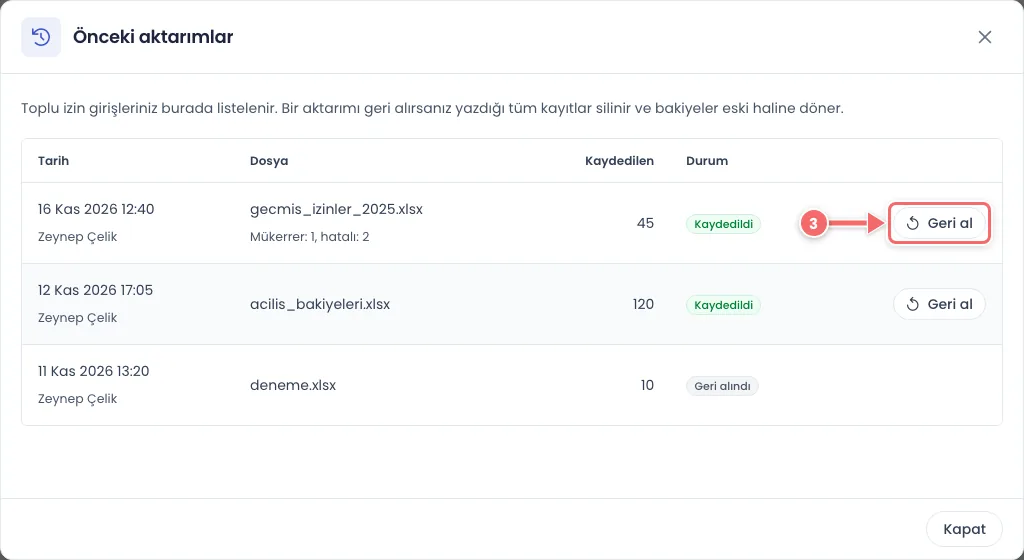 Önceki aktarımlar
Toplu izin girişleriniz burada listelenir. Bir aktarımı geri alırsanız yazdığı tüm kayıtlar silinir ve bakiyeler eski haline döner.
Tarih Dosya Kaydedilen Durum
16 Kas 2026 12:40 gecmis_izinler_2025.xlsx 45 Kaydedildi 3 Geri al
Zeynep Çelik Mükerrer: 1, hatalı: 2
12 Kas 2026 17:05 acilis_bakiyeleri.xlsx 120 Kaydedildi Geri al
Zeynep Çelik
11 Kas 2026 13:20 deneme.xlsx 10 Geri alındı
Zeynep Çelik
Kapat